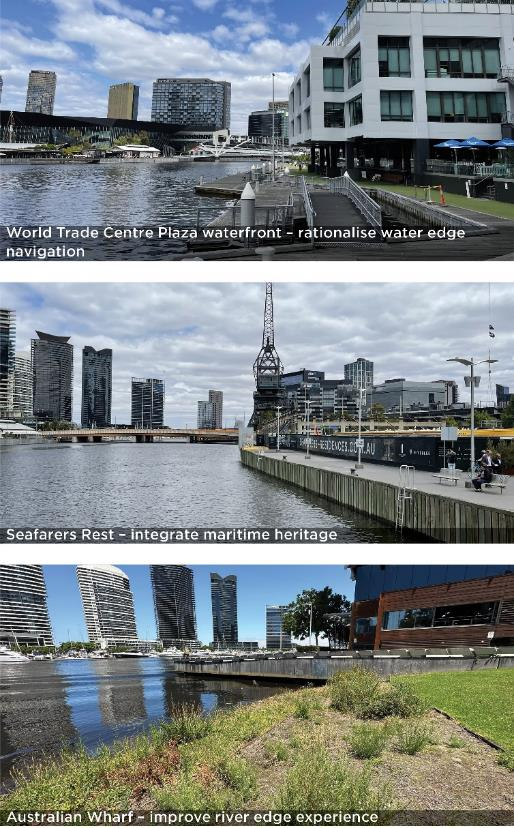 World Trade Centre Plaza waterfront – rationalise water edge
navigation
Seafarers Rest – integrate maritime heritage
Australian Wharf – improve river edge experience